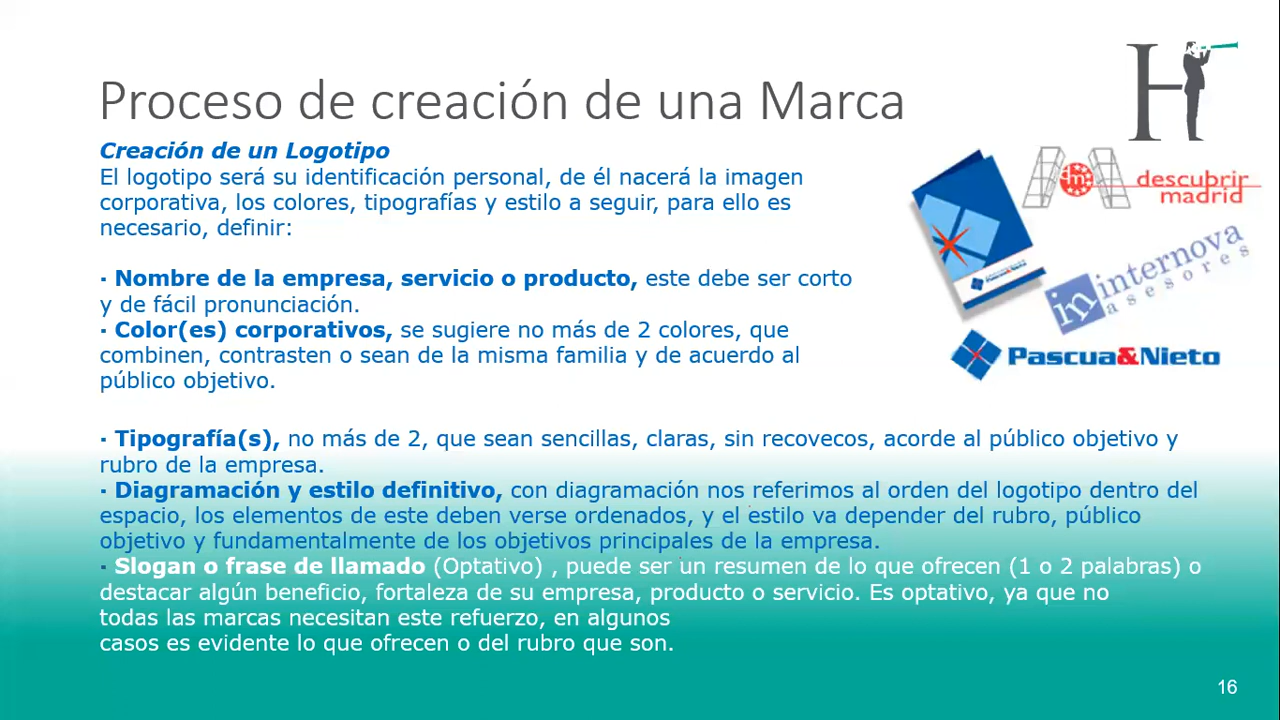 Proceso de creación de una Marca
H
Creación de un Logotipo
El logotipo será su identificación personal, de él nacerá la imagen
corporativa, los colores, tipografías y estilo a seguir, para ello es
necesario, definir:
· Nombre de la empresa, servicio o producto, este debe ser corto
y de fácil pronunciación.
· Color(es) corporativos, se sugiere no más de 2 colores, que
combinen, contrasten o sean de la misma familia y de acuerdo al
público objetivo.
descubrir
madrid
in internova
asesores
Pascua&Nieto
· Tipografía(s), no más de 2, que sean sencillas, claras, sin recovecos, acorde al público objetivo y
rubro de la empresa.
· Diagramación y estilo definitivo, con diagramación nos referimos al orden del logotipo dentro del
espacio, los elementos de este deben verse ordenados, y el estilo va depender del rubro, público
objetivo y fundamentalmente de los objetivos principales de la empresa.
· Slogan o frase de llamado (Optativo) , puede ser un resumen de lo que ofrecen (1 o 2 palabras) o
destacar algún beneficio, fortaleza de su empresa, producto o servicio. Es optativo, ya que no
todas las marcas necesitan este refuerzo, en algunos
casos es evidente lo que ofrecen o del rubro que son.
16